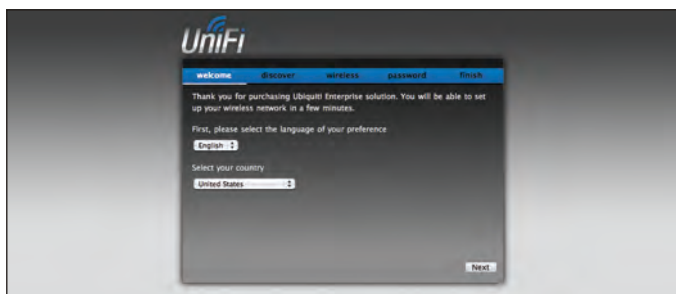 UniFi
welcome discover wireless password finish
Thank you for purchasing Ubiquiti Enterprise solution. You will be able to set
up your wireless network in a few minutes.
First, please select the language of your preference
English
Select your country
United States
Next